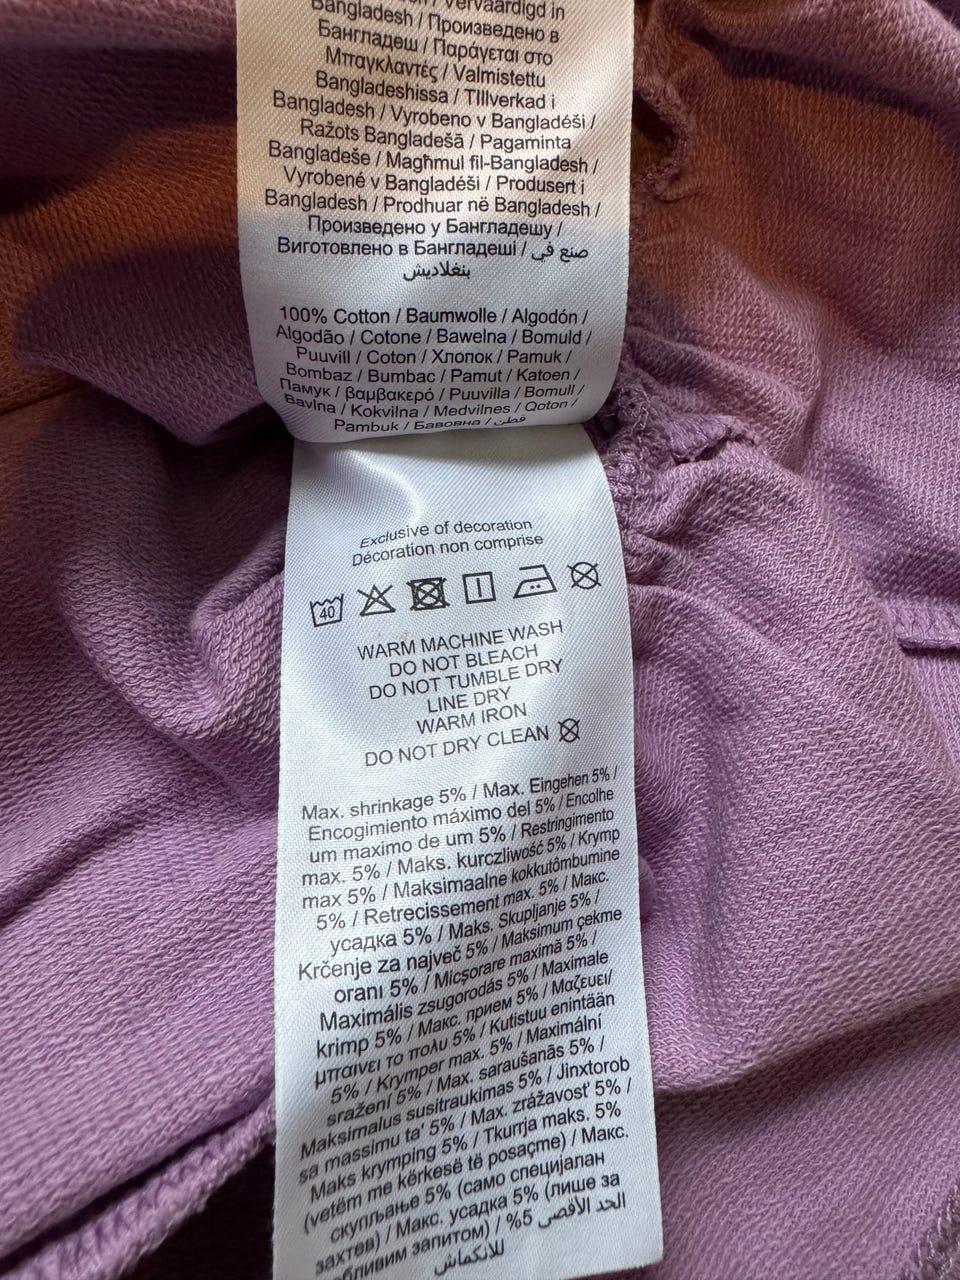 Vervaardigd in
Bangladesh / Произведено в
Бангладеш / Παράγεται στο
Μπαγκλαντές / Valmistettu
Bangladeshissa / TIllverkad i
Bangladesh / Vyrobeno v Bangladéši /
Ražots Bangladešā / Pagaminta
Bangladeše / Magħmul fil-Bangladesh /
Vyrobené v Bangladéši / Produsert i
Bangladesh / Prodhuar në Bangladesh /
Произведено у Бангладешу /
Виготовлено в Бангладеші / صنع في
بنغلاديش
100% Cotton / Baumwolle / Algodón /
Algodão / Cotone / Bawelna / Bomuld /
Puuvill / Coton / Хлопок / Pamuk /
Bombaz / Bumbac / Pamut / Katoen /
Памук / βαμβακερό / Puuvilla / Bomull /
Bavlna / Kokvilna / Medvilnes / Qoton /
Pambuk / Бавовна / قطن
Exclusive of decoration
Décoration non comprise
40
WARM MACHINE WASH
DO NOT BLEACH
DO NOT TUMBLE DRY
LINE DRY
WARM IRON
DO NOT DRY CLEAN
Max. shrinkage 5% / Max. Eingehen 5% /
Encogimiento máximo del 5% / Encolhe
um maximo de um 5% / Restringimento
max. 5% / Maks. kurczliwość 5% / Krymp
max 5% / Maksimaalne kokkutõmbumine
5% / Retrecissement max. 5% / Макс.
усадка 5% / Maks. Skupljanje 5% /
Krčenje za največ 5% / Maksimum çekme
oranı 5% / Micșorare maximă 5% /
Maximális zsugorodás 5% / Maximale
krimp 5% / Макс. прием 5% / Μαζευει/
μπαινει το πολυ 5% / Kutistuu enintään
5% / Krymper max. 5% / Maximální
sražení 5% / Max. saraušanās 5% /
Maksimalus susitraukimas 5% / Jinxtorob
sa massimu ta' 5% / Max. zrážavosť 5% /
Maks krymping 5% / Tkurrja maks. 5%
(vetëm me kërkesë të posaçme) / Макс.
скупљање 5% (само специјалан
захтев) / Макс. усадка 5% (лише за
обливим запитом) / %5 الحد الأقصى
للانكماش